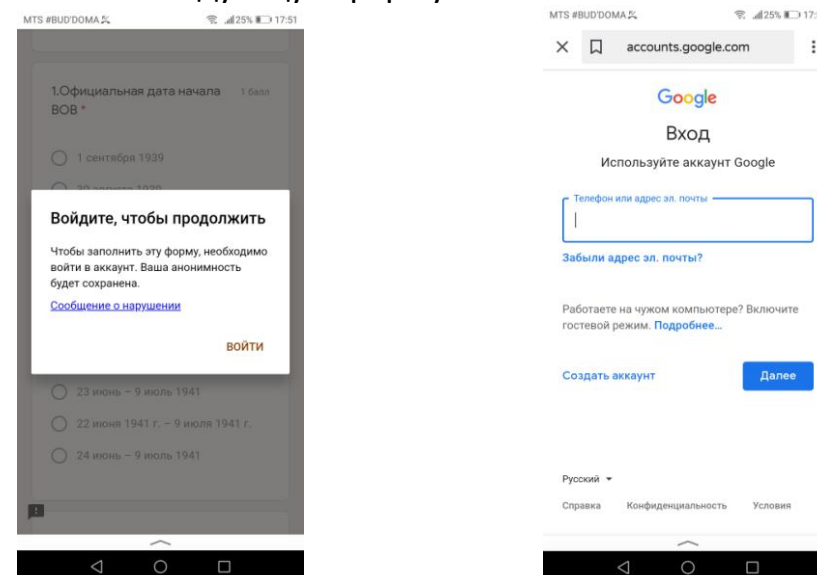 MTS #BUD'DOMA 25% 17:51
1.Официальная дата начала 1 балл
ВОВ *
1 сентября 1939
Войдите, чтобы продолжить
Чтобы заполнить эту форму, необходимо
войти в аккаунт. Ваша анонимность
будет сохранена.
Сообщение о нарушении
ВОЙТИ
23 июнь – 9 июль 1941
22 июня 1941 г. – 9 июля 1941 г.
24 июнь – 9 июль 1941
MTS #BUD'DOMA 25% 17:
accounts.google.com
Google
Вход
Используйте аккаунт Google
Телефон или адрес эл. почты
Забыли адрес эл. почты?
Работаете на чужом компьютере? Включите
гостевой режим. Подробнее...
Создать аккаунт Далее
Русский
Справка Конфиденциальность Условия